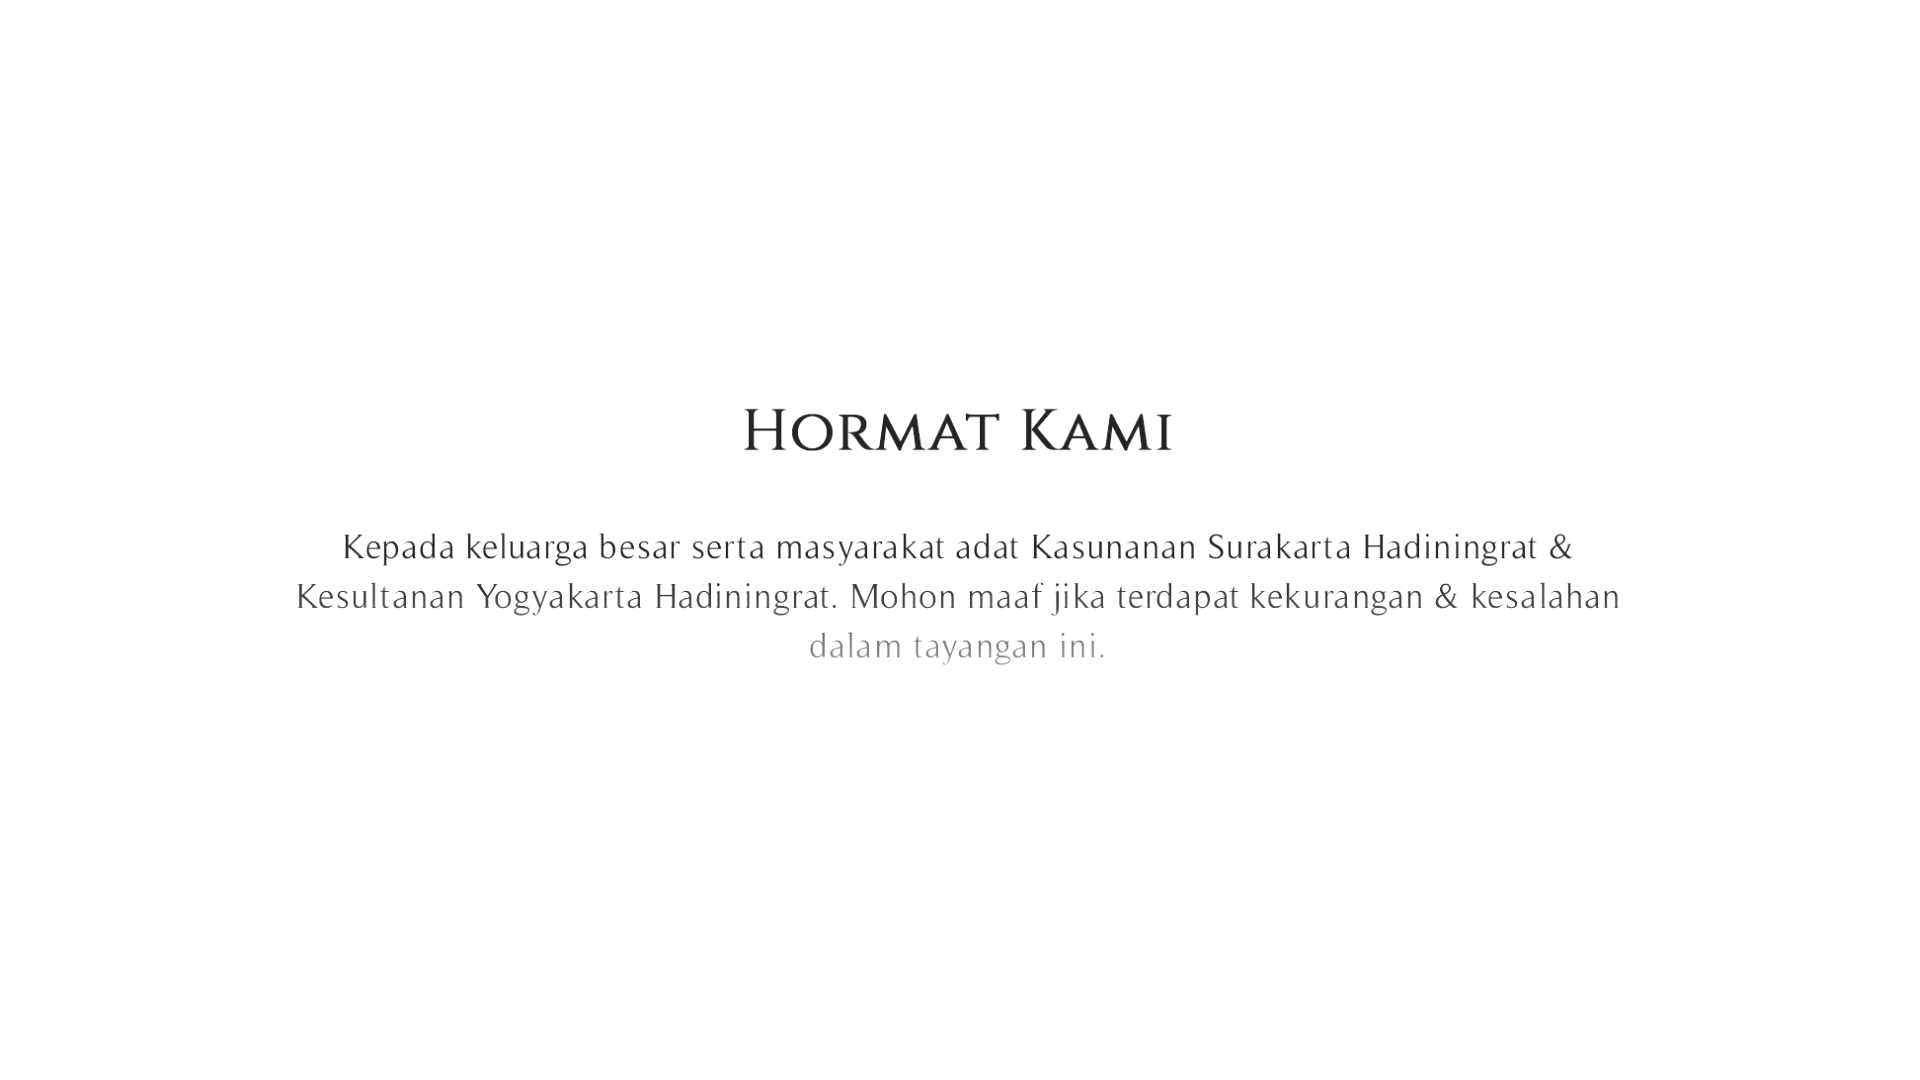 Hormat Kami
Kepada keluarga besar serta masyarakat adat Kasunanan Surakarta Hadiningrat &
Kesultanan Yogyakarta Hadiningrat. Mohon maaf jika terdapat kekurangan & kesalahan
dalam tayangan ini.